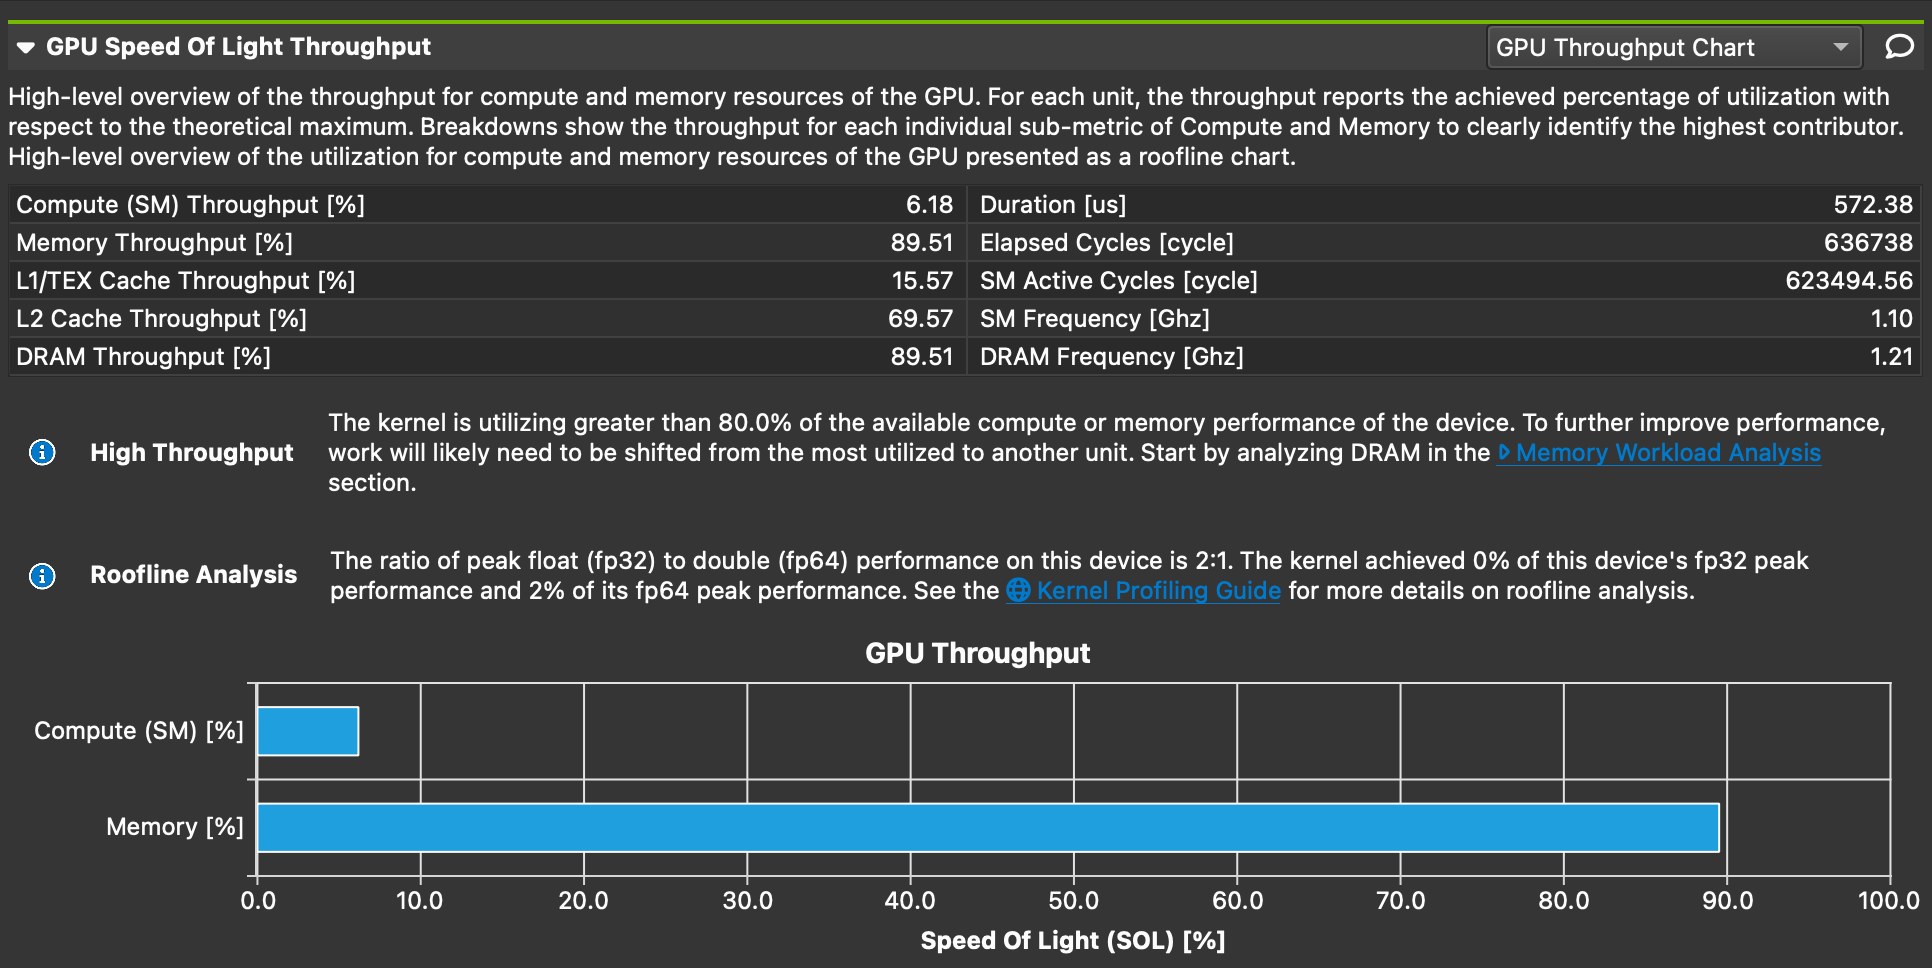 GPU Speed Of Light Throughput
GPU Throughput Chart
High-level overview of the throughput for compute and memory resources of the GPU. For each unit, the throughput reports the achieved percentage of utilization with
respect to the theoretical maximum. Breakdowns show the throughput for each individual sub-metric of Compute and Memory to clearly identify the highest contributor.
High-level overview of the utilization for compute and memory resources of the GPU presented as a roofline chart.
Compute (SM) Throughput [%] 6.18 Duration [us] 572.38
Memory Throughput [%] 89.51 Elapsed Cycles [cycle] 636738
L1/TEX Cache Throughput [%] 15.57 SM Active Cycles [cycle] 623494.56
L2 Cache Throughput [%] 69.57 SM Frequency [Ghz] 1.10
DRAM Throughput [%] 89.51 DRAM Frequency [Ghz] 1.21
High Throughput
The kernel is utilizing greater than 80.0% of the available compute or memory performance of the device. To further improve performance,
work will likely need to be shifted from the most utilized to another unit. Start by analyzing DRAM in the Memory Workload Analysis
section.
Roofline Analysis
The ratio of peak float (fp32) to double (fp64) performance on this device is 2:1. The kernel achieved 0% of this device's fp32 peak
performance and 2% of its fp64 peak performance. See the Kernel Profiling Guide for more details on roofline analysis.
GPU Throughput
Compute (SM) [%]
Memory [%]
0.0 10.0 20.0 30.0 40.0 50.0 60.0 70.0 80.0 90.0 100.0
Speed Of Light (SOL) [%]